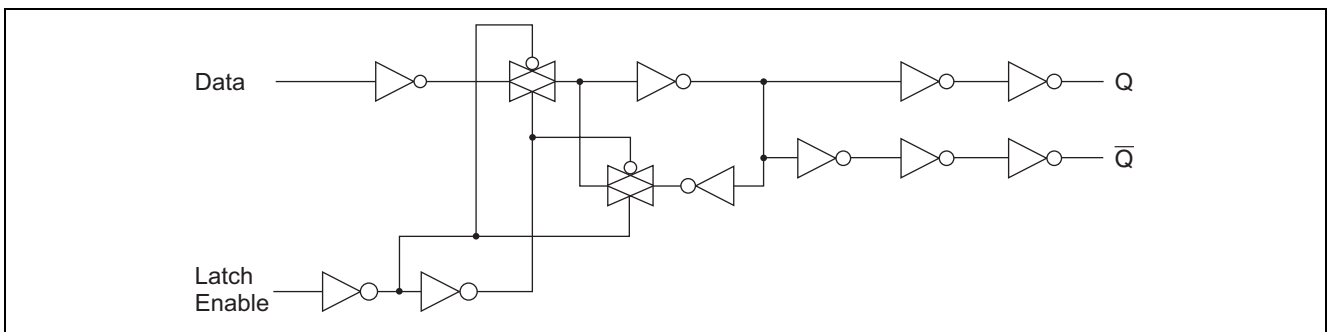 Data
Q
Q̅
Latch
Enable